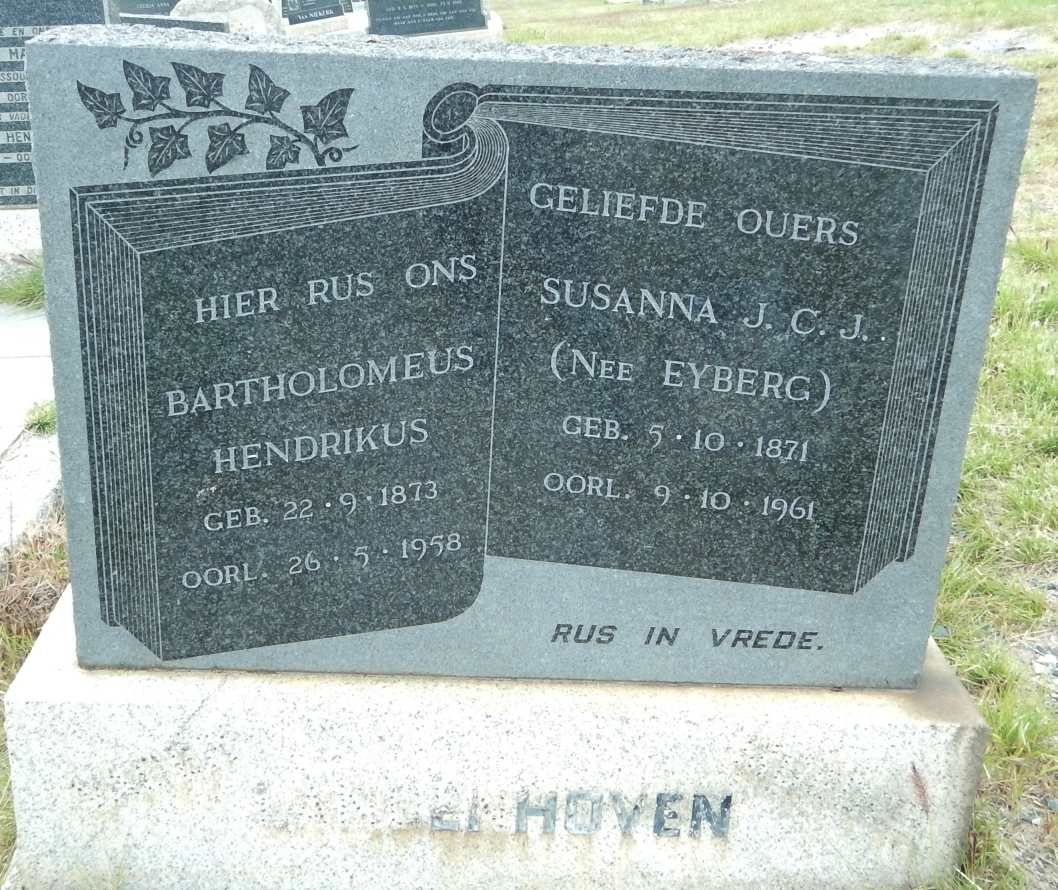 HIER RUS ONS
BARTHOLOMEUS
HENDRIKUS
GEB. 22·9·1873
OORL. 26·5·1958
GELIEFDE OUERS
SUSANNA J. C. J.
(NEE EYBERG)
GEB. 5·10·1871
OORL. 9·10·1961
RUS IN VREDE.